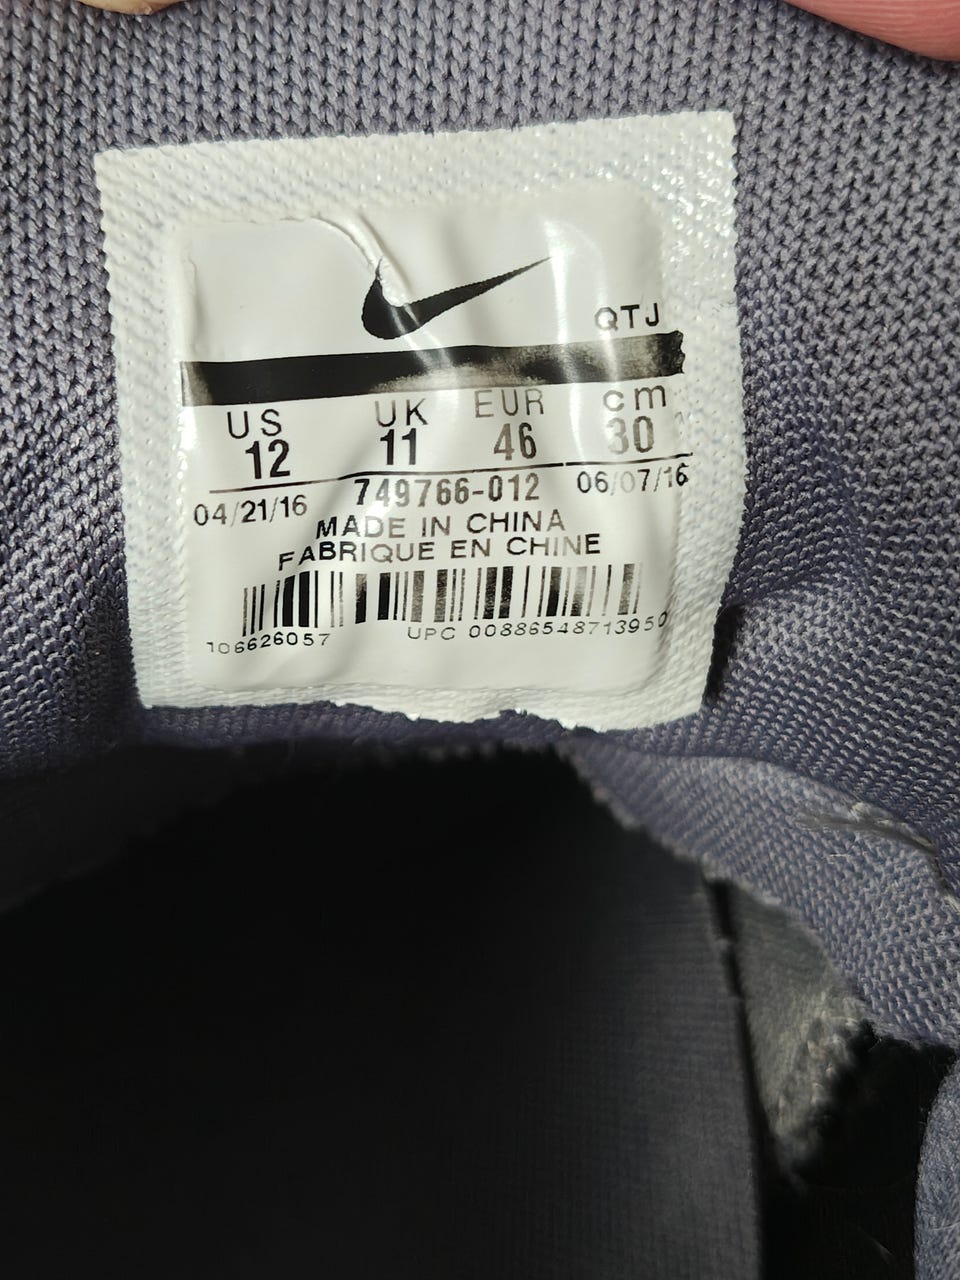 QTJ
US UK EUR cm
12 11 46 30
04/21/16 749766-012 06/07/16
MADE IN CHINA
FABRIQUE EN CHINE
106626057 UPC 00886548713950